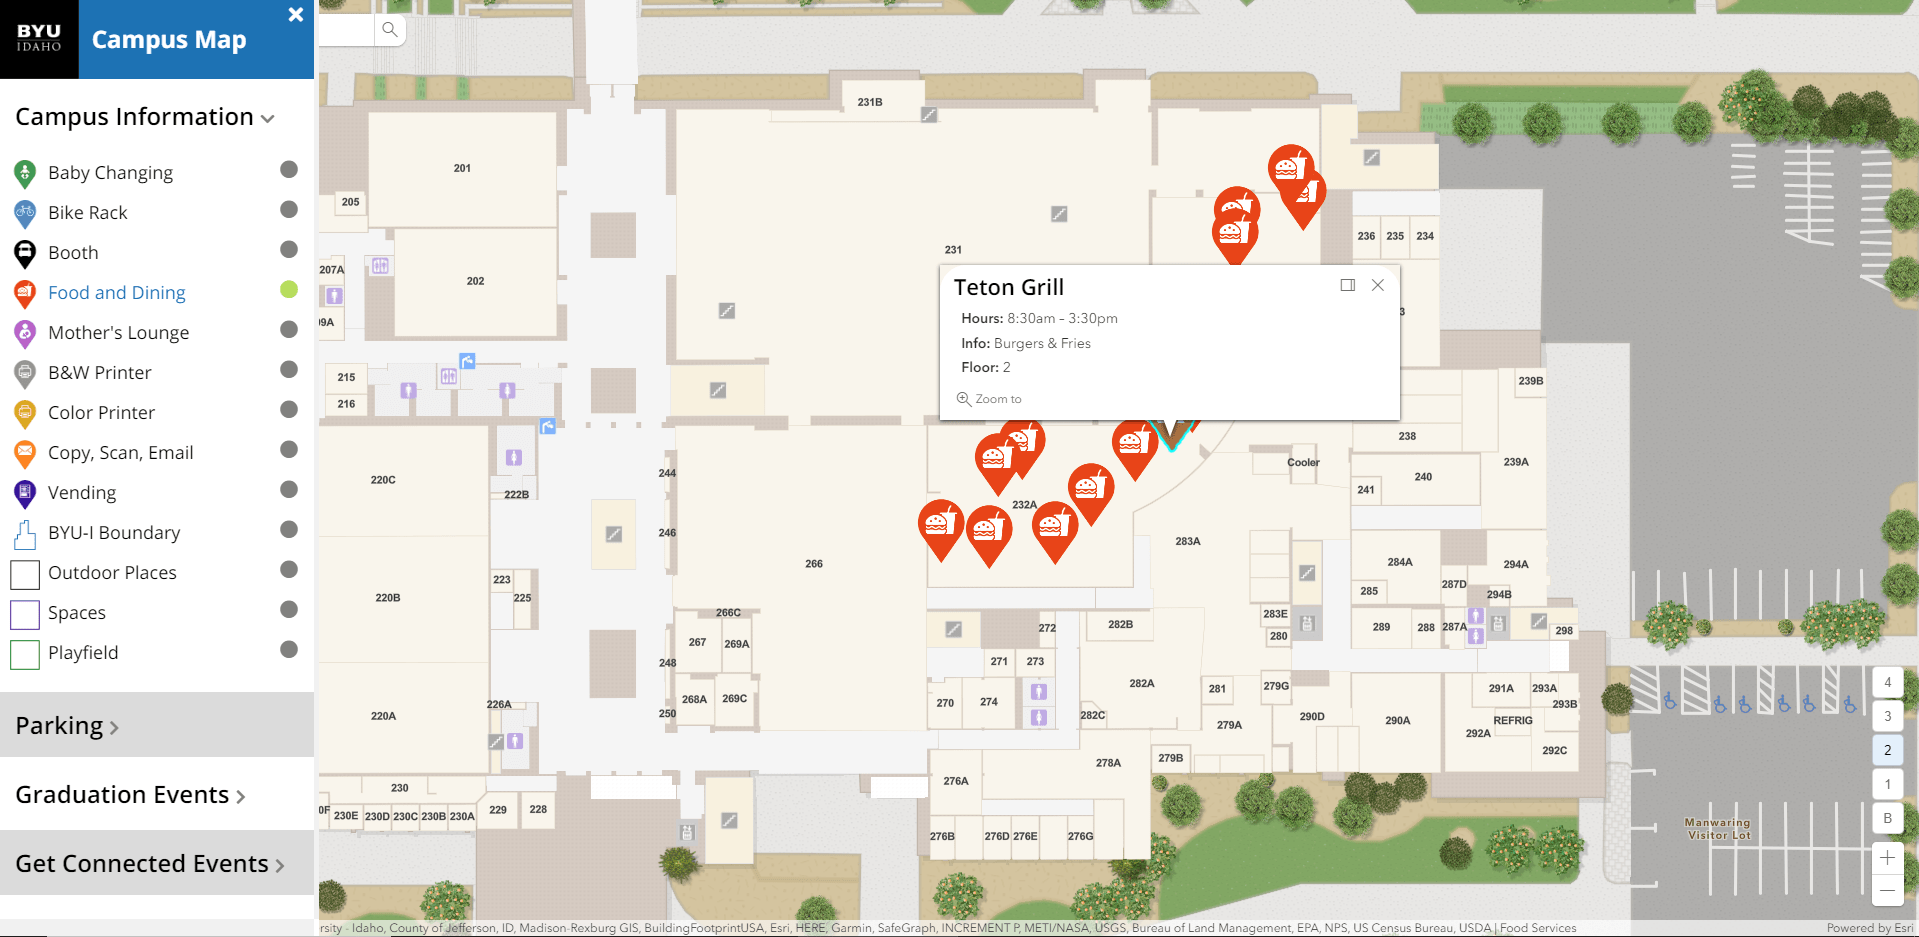 BYU
IDAHO
Campus Map
Campus Information
Baby Changing
Bike Rack
Booth
Food and Dining
Mother's Lounge
B&W Printer
Color Printer
Copy, Scan, Email
Vending
BYU-I Boundary
Outdoor Places
Spaces
Playfield
Parking
Graduation Events
Get Connected Events
231B
201
205
231
236 235 234
207A
202
09A
Teton Grill
Hours: 8:30am – 3:30pm
Info: Burgers & Fries
Floor: 2
Zoom to
3
215
216
239B
238
239A
Cooler
240
241
220C
244
222B
232A
246
283A
266
284A
294A
287D
285
294B
223
225
220B
266C
283E
280
289 288 287A
298
272
282B
267
269A
248
271 273
282A
281
279G
291A 293A
293B
268A 269C
270 274
226A
250
282C
279A
290D
290A
REFRIG
292A
292C
220A
278A
279B
276A
230
0F 230E 230D 230C 230B 230A
229 228
276B 276D 276E 276G
4
3
2
1
B
Manwaring
Visitor Lot
rsity - Idaho, County of Jefferson, ID, Madison-Rexburg GIS, BuildingFootprintUSA, Esri, HERE, Garmin, SafeGraph, INCREMENT P, METI/NASA, USGS, Bureau of Land Management, EPA, NPS, US Census Bureau, USDA | Food Services
Powered by Esri